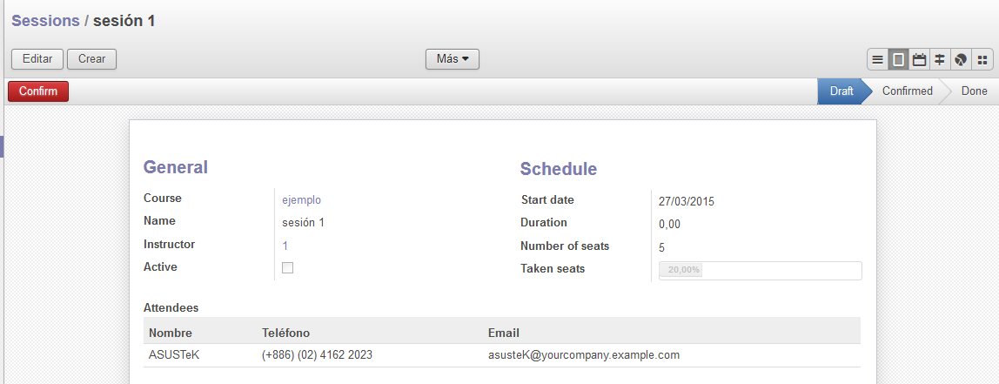 Sessions / sesión 1
Editar Crear Más
Confirm Draft Confirmed Done
General
Course ejemplo
Name sesión 1
Instructor 1
Active
Schedule
Start date 27/03/2015
Duration 0,00
Number of seats 5
Taken seats 20,00%
Attendees
Nombre Teléfono Email
ASUSTeK (+886) (02) 4162 2023 asusteK@yourcompany.example.com